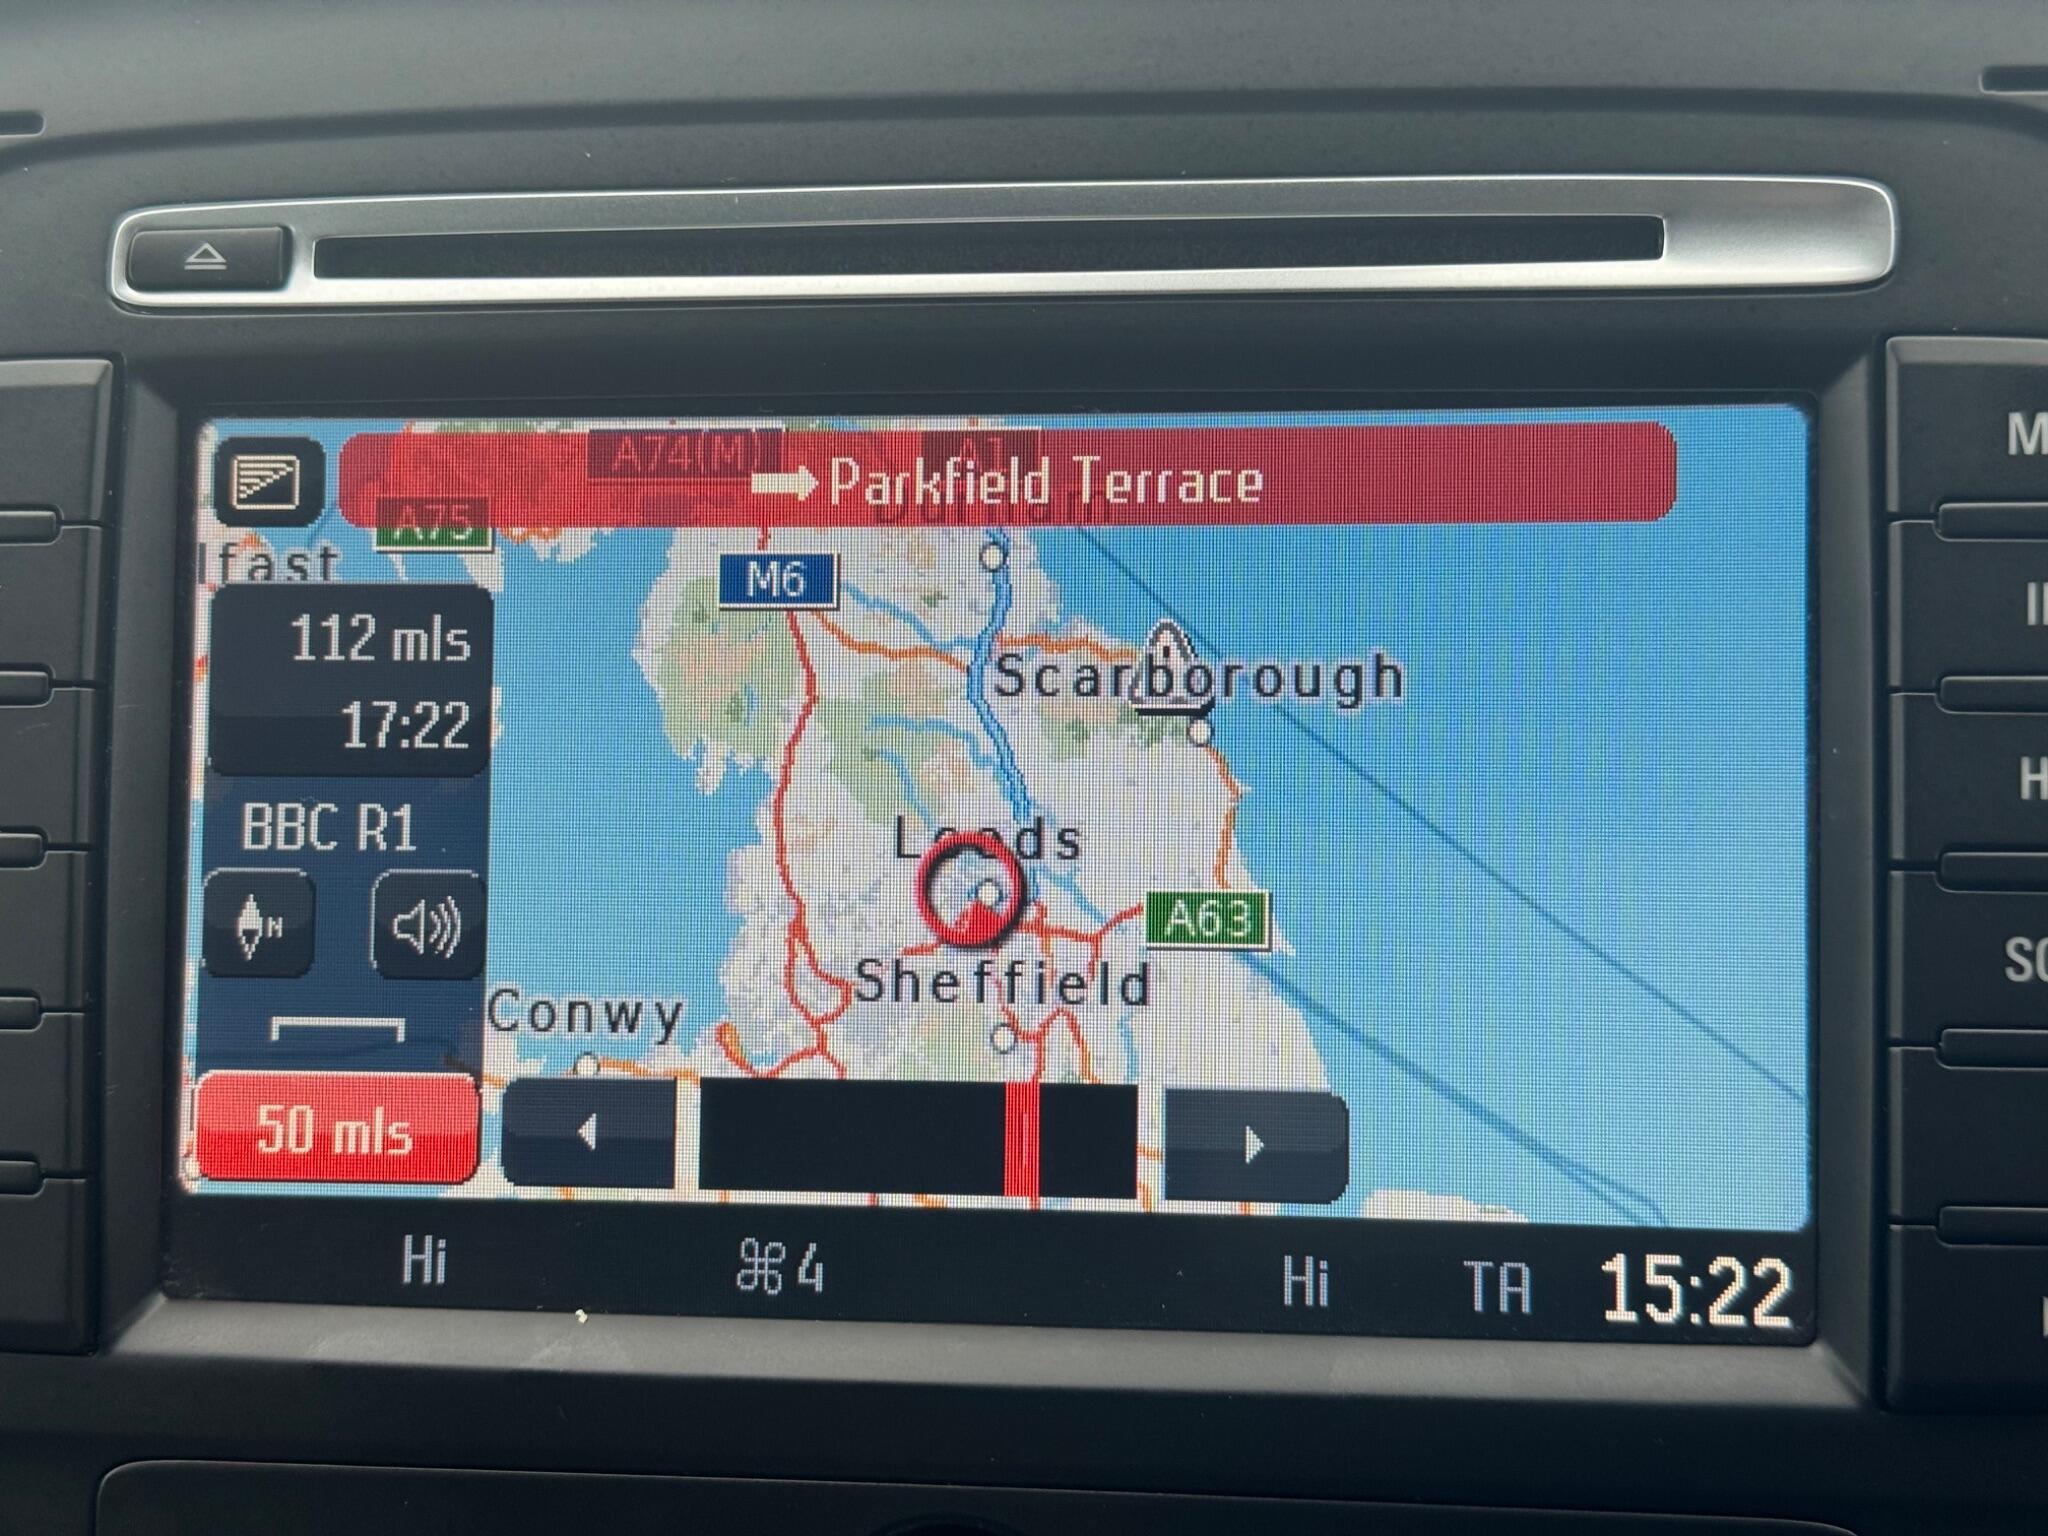 A74(M)
A1
Parkfield Terrace
A75
lfast
M6
112 mls
17:22
Scarborough
BBC R1
Leeds
N
A63
Sheffield
Conwy
50 mls
Hi
4
Hi
TA
15:22
M
H
SO